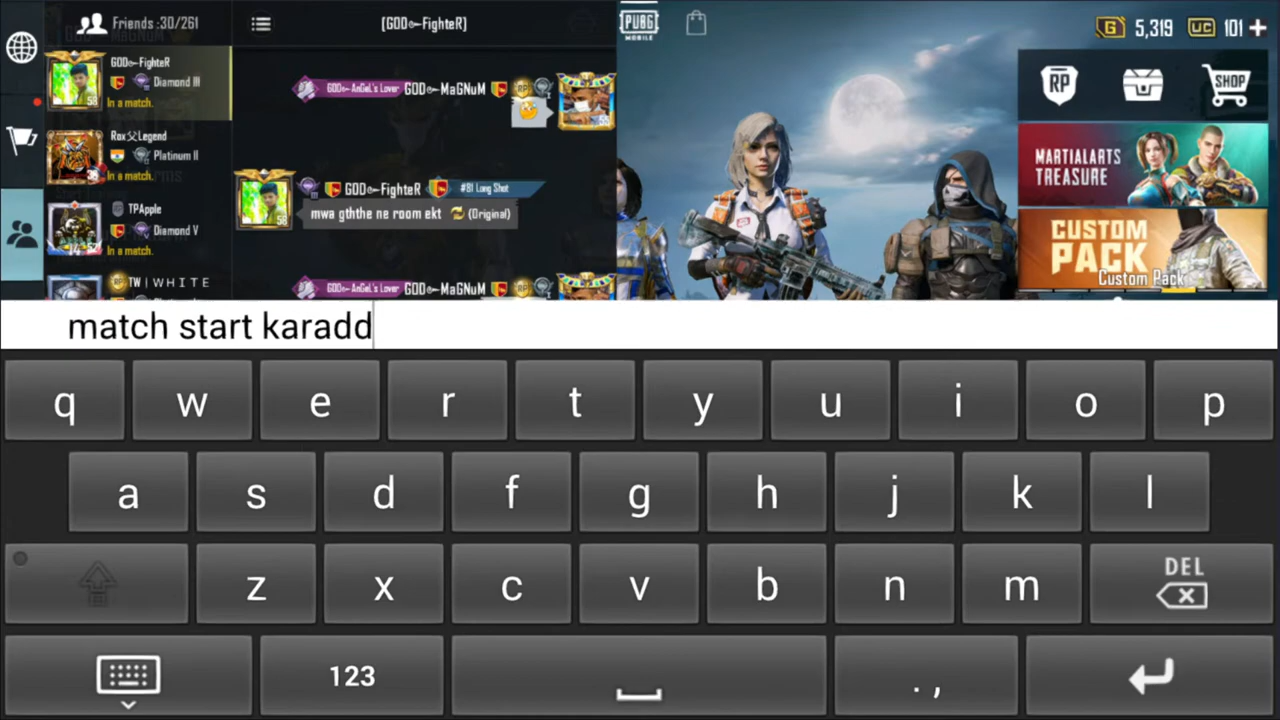 Friends :30/261
GOD๛FighteR
Diamond III
58
In a match.
Rox父Legend
Platinum II
In a match.
TPApple
Diamond V
In a match.
TW | W H I T E
[GOD๛FighteR]
GOD๛AnGeL's Lover GOD๛MaGNuM
GOD๛FighteR #81 Long Shot
58
mwa gththe ne room ekt (Original)
GOD๛AnGeL's Lover GOD๛MaGNuM
PUBG
MOBILE
G 5,319 UC 101 +
RP
SHOP
MARTIALARTS
TREASURE
CUSTOM
PACK
Custom Pack
match start karadd
q w e r t y u i o p
a s d f g h j k l
z x c v b n m DEL
123 . ,